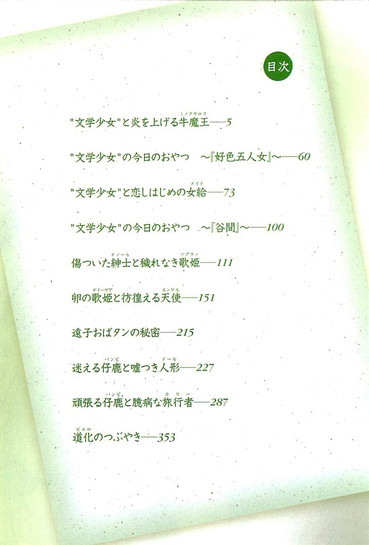 目次
"文学少女"と炎を上げる牛魔王――5
"文学少女"の今日のおやつ ～『好色五人女』～――60
"文学少女"と恋しはじめの女給――73
"文学少女"の今日のおやつ ～『谷間』～――100
傷ついた紳士と穢れなき歌姫――111
卵の歌姫と彷徨える天使――151
遠子おばタンの秘密――215
迷える仔鹿と嘘つき人形――227
頑張る仔鹿と臆病な旅行者――287
道化のつぶやき――353